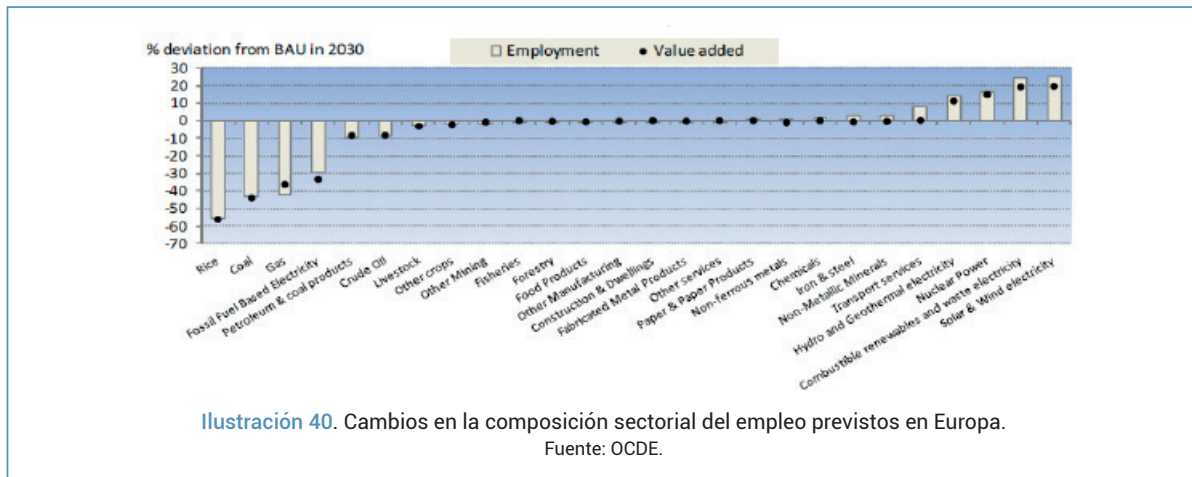 % deviation from BAU in 2030
Employment
Value added
30
20
10
0
-10
-20
-30
-40
-50
-60
-70
Rice
Coal
Gas
Fossil Fuel Based Electricity
Petroleum & coal products
Crude Oil
Livestock
Other crops
Other Mining
Fisheries
Forestry
Food Products
Other Manufacturing
Construction & Dwellings
Fabricated Metal Products
Other services
Paper & Paper Products
Non-ferrous metals
Chemicals
Iron & steel
Non-Metallic Minerals
Transport services
Hydro and Geothermal electricity
Nuclear Power
Combustible renewables and waste electricity
Solar & Wind electricity
Ilustración 40. Cambios en la composición sectorial del empleo previstos en Europa.
Fuente: OCDE.